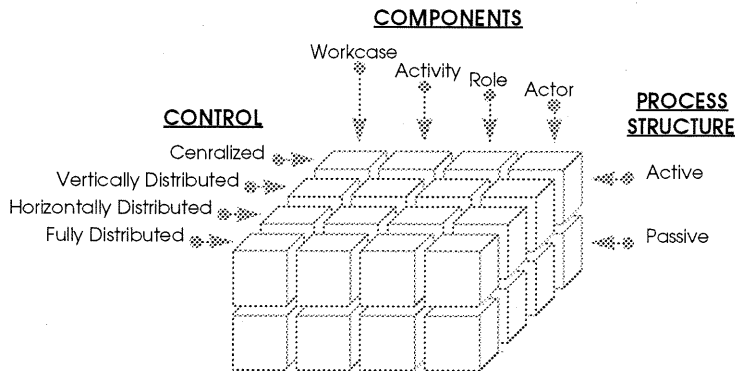 COMPONENTS
Workcase
Activity
Role
Actor
CONTROL
PROCESS
STRUCTURE
Cenralized
Vertically Distributed
Horizontally Distributed
Fully Distributed
Active
Passive